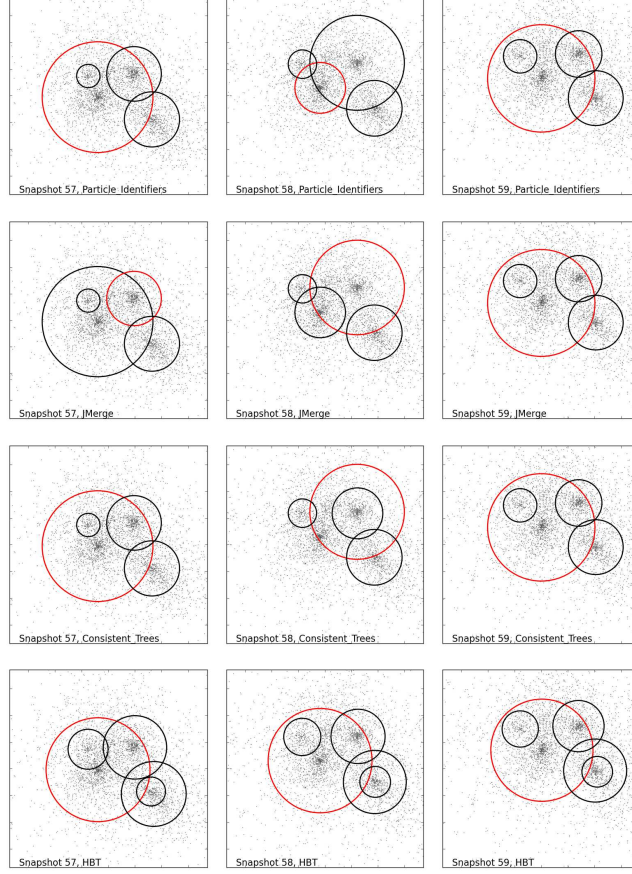 Snapshot 57, Particle_Identifiers
Snapshot 58, Particle_Identifiers
Snapshot 59, Particle_Identifiers
Snapshot 57, JMerge
Snapshot 58, JMerge
Snapshot 59, JMerge
Snapshot 57, Consistent_Trees
Snapshot 58, Consistent_Trees
Snapshot 59, Consistent_Trees
Snapshot 57, HBT
Snapshot 58, HBT
Snapshot 59, HBT